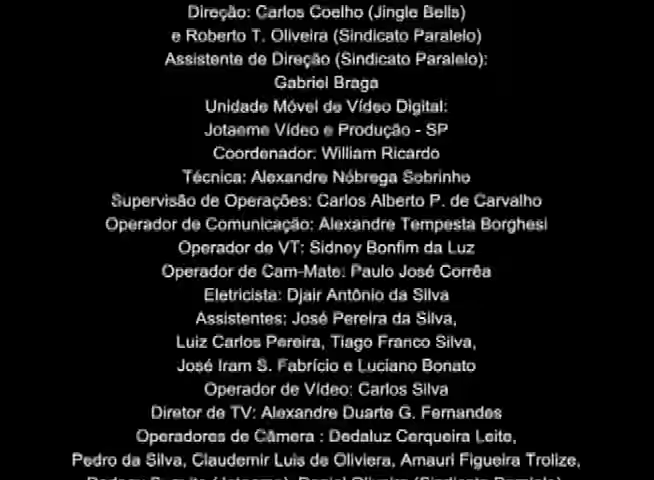 Direção: Carlos Coelho (Jingle Bells)
e Roberto T. Oliveira (Sindicato Paralelo)
Assistente de Direção (Sindicato Paralelo):
Gabriel Braga
Unidade Móvel de Vídeo Digital:
Jotaeme Vídeo e Produção - SP
Coordenador: William Ricardo
Técnica: Alexandre Nóbrega Sobrinho
Supervisão de Operações: Carlos Alberto P. de Carvalho
Operador de Comunicação: Alexandre Tempesta Borghesi
Operador de VT: Sidney Bonfim da Luz
Operador de Cam-Mate: Paulo José Corrêa
Eletricista: Djair Antônio da Silva
Assistentes: José Pereira da Silva,
Luiz Carlos Pereira, Tiago Franco Silva,
José Iram S. Fabrício e Luciano Bonato
Operador de Vídeo: Carlos Silva
Diretor de TV: Alexandre Duarte G. Fernandes
Operadores de Câmera : Dedaluz Cerqueira Leite,
Pedro da Silva, Claudemir Luis de Oliviera, Amauri Figueira Trolize,